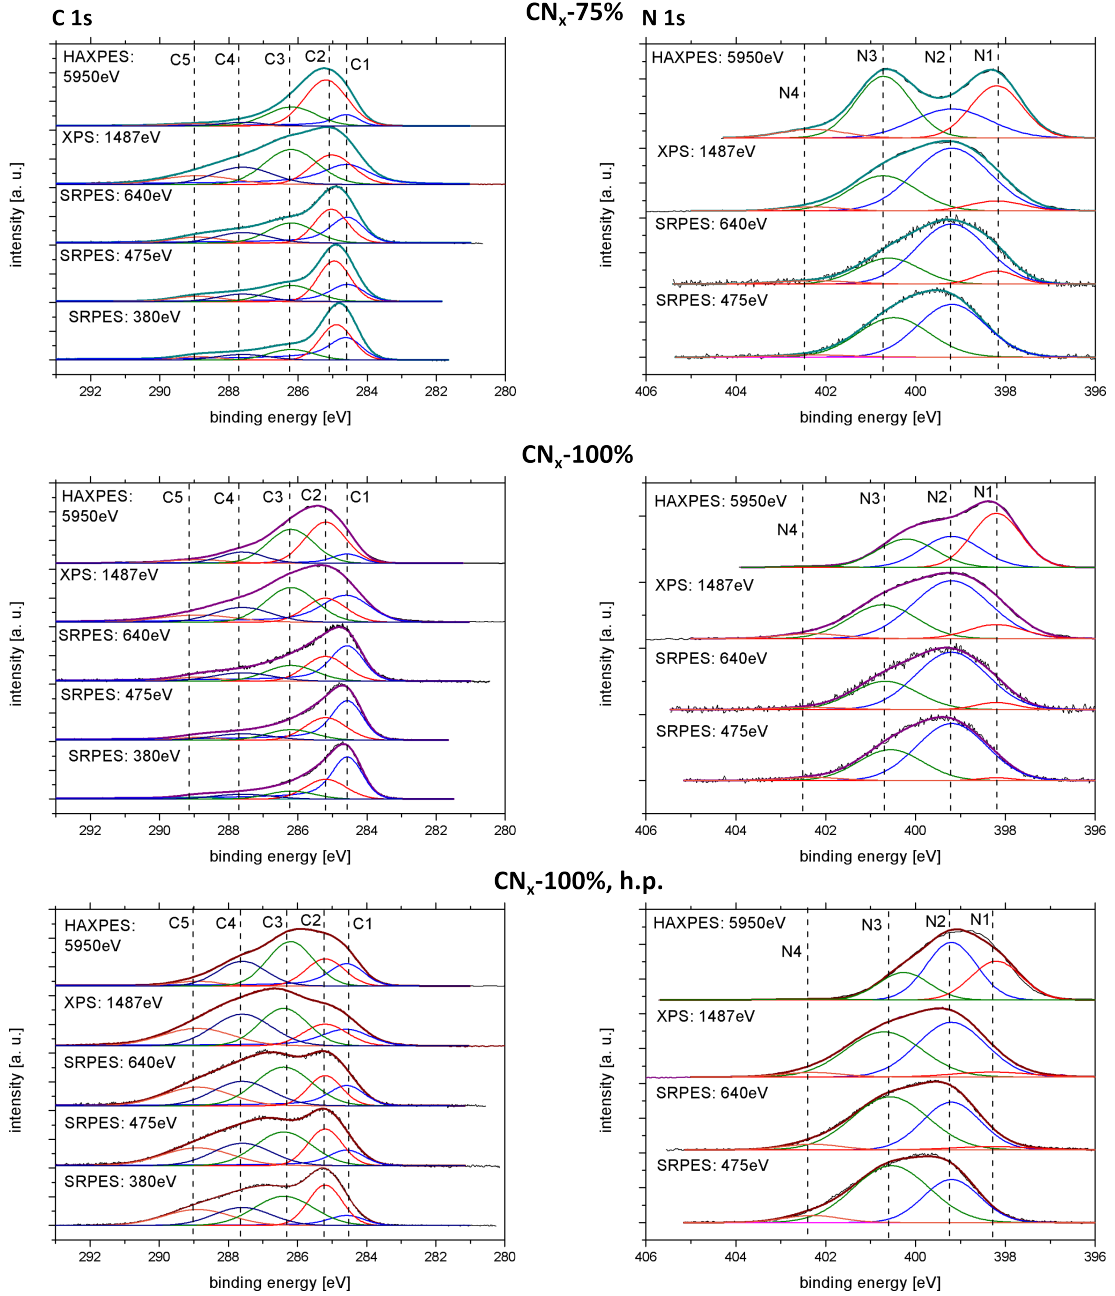 CNx-75%
C 1s
N 1s
HAXPES:
5950eV
C5
C4
C3
C2
C1
XPS: 1487eV
SRPES: 640eV
SRPES: 475eV
SRPES: 380eV
intensity [a. u.]
292 290 288 286 284 282 280
binding energy [eV]
HAXPES: 5950eV
N4
N3
N2
N1
XPS: 1487eV
SRPES: 640eV
SRPES: 475eV
intensity [a. u.]
406 404 402 400 398 396
binding energy [eV]
CNx-100%
HAXPES:
5950eV
C5
C4
C3
C2
C1
XPS: 1487eV
SRPES: 640eV
SRPES: 475eV
SRPES: 380eV
intensity [a. u.]
292 290 288 286 284 282 280
binding energy [eV]
HAXPES: 5950eV
N4
N3
N2
N1
XPS: 1487eV
SRPES: 640eV
SRPES: 475eV
intensity [a. u.]
406 404 402 400 398 396
binding energy [eV]
CNx-100%, h.p.
HAXPES:
5950eV
C5
C4
C3
C2
C1
XPS: 1487eV
SRPES: 640eV
SRPES: 475eV
SRPES: 380eV
intensity [a. u.]
292 290 288 286 284 282 280
binding energy [eV]
HAXPES: 5950eV
N4
N3
N2
N1
XPS: 1487eV
SRPES: 640eV
SRPES: 475eV
intensity [a. u.]
406 404 402 400 398 396
binding energy [eV]